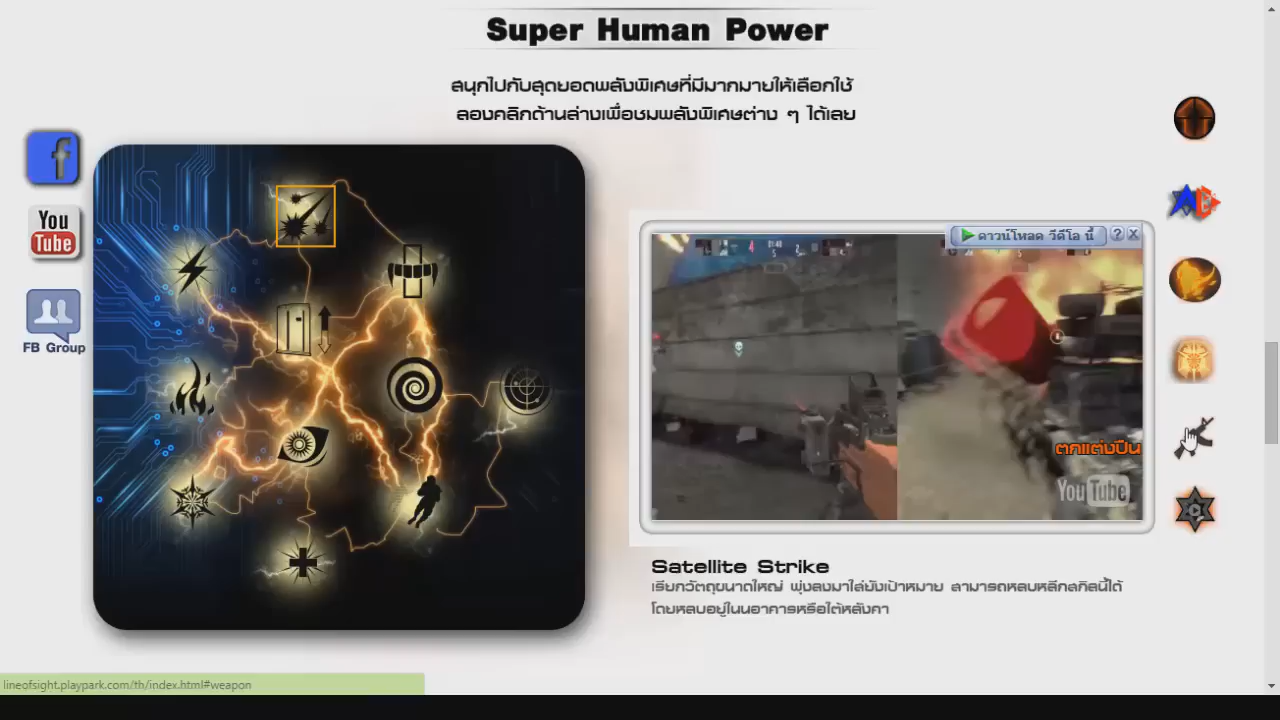 Super Human Power
สนุกไปกับสุดยอดพลังพิเศษที่มีมากมายให้เลือกใช้
ลองคลิกด้านล่างเพื่อชมพลังพิเศษต่าง ๆ ได้เลย
f
You
Tube
FB Group
ดาวน์โหลด วีดีโอ นี้
?
X
ตกแต่งปืน
YouTube
Satellite Strike
เรียกวัตถุขนาดใหญ่ พุ่งลงมาใส่ยังเป้าหมาย สามารถหลบหลีกสกิลนี้ได้
โดยหลบอยู่ในนอาคารหรือใต้หลังคา
lineofsight.playpark.com/th/index.html#weapon